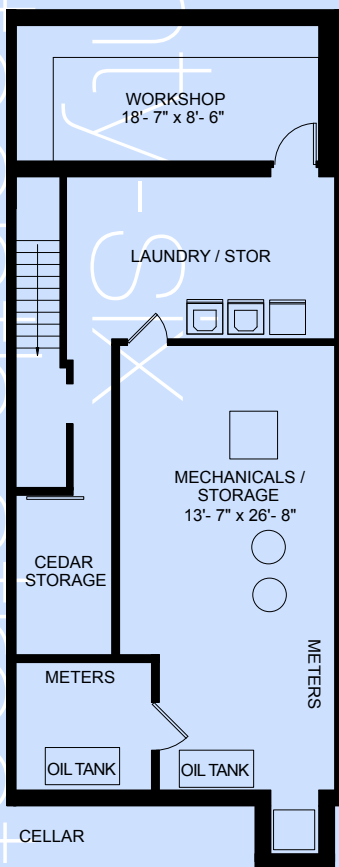 WORKSHOP
18'- 7" x 8'- 6"
LAUNDRY / STOR
MECHANICALS /
STORAGE
13'- 7" x 26'- 8"
CEDAR
STORAGE
METERS
METERS
OIL TANK
OIL TANK
CELLAR